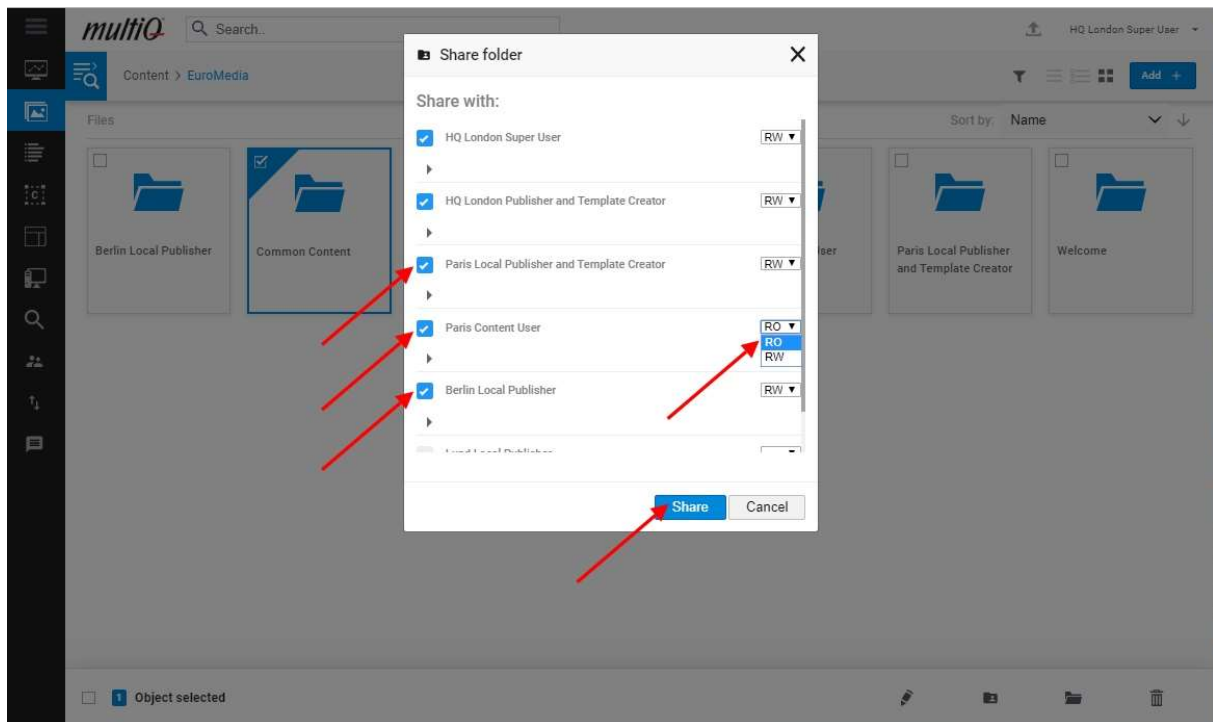 multiQ
Search..
HQ London Super User
Content > EuroMedia
Add +
Files
Sort by: Name
Berlin Local Publisher
Common Content
Paris Local Publisher
and Template Creator
Welcome
Share folder
Share with:
HQ London Super User
RW
HQ London Publisher and Template Creator
RW
Paris Local Publisher and Template Creator
RW
Paris Content User
RO
RO
RW
Berlin Local Publisher
RW
Lund Local Publisher
Share
Cancel
1 Object selected